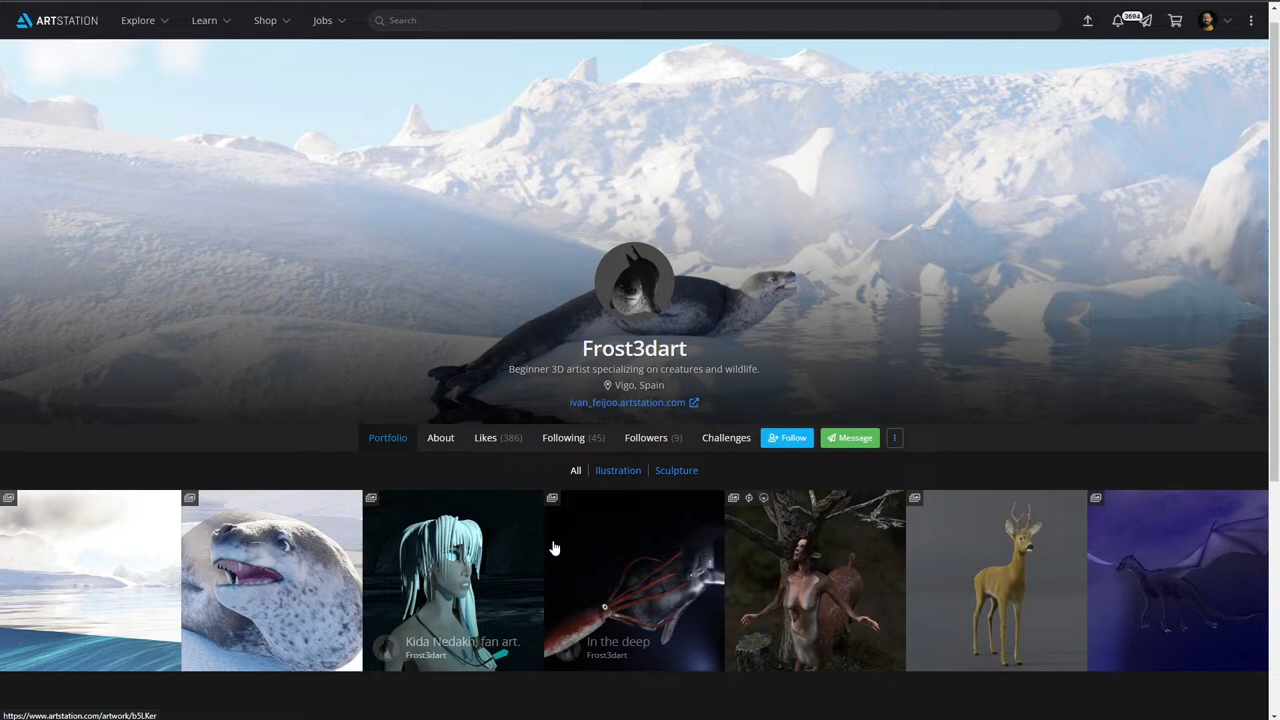 ARTSTATION Explore Learn Shop Jobs Search 3694
Frost3dart
Beginner 3D artist specializing on creatures and wildlife.
Vigo, Spain
ivan_feijoo.artstation.com
Portfolio About Likes (386) Following (45) Followers (9) Challenges Follow Message
All Ilustration Sculpture
Kida Nedakh, fan art. In the deep
Frost3dart Frost3dart
https://www.artstation.com/artwork/b5LKer